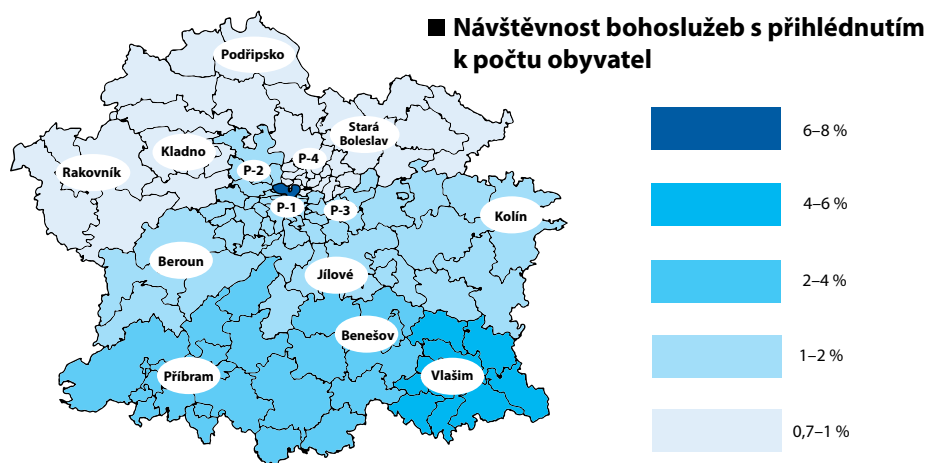 ■ Návštěvnost bohoslužeb s přihlédnutím
k počtu obyvatel
Podřipsko
Stará
Boleslav
Kladno
P-4
Rakovník
P-2
P-1
P-3
Kolín
Beroun
Jílové
Benešov
Příbram
Vlašim
6–8 %
4–6 %
2–4 %
1–2 %
0,7–1 %